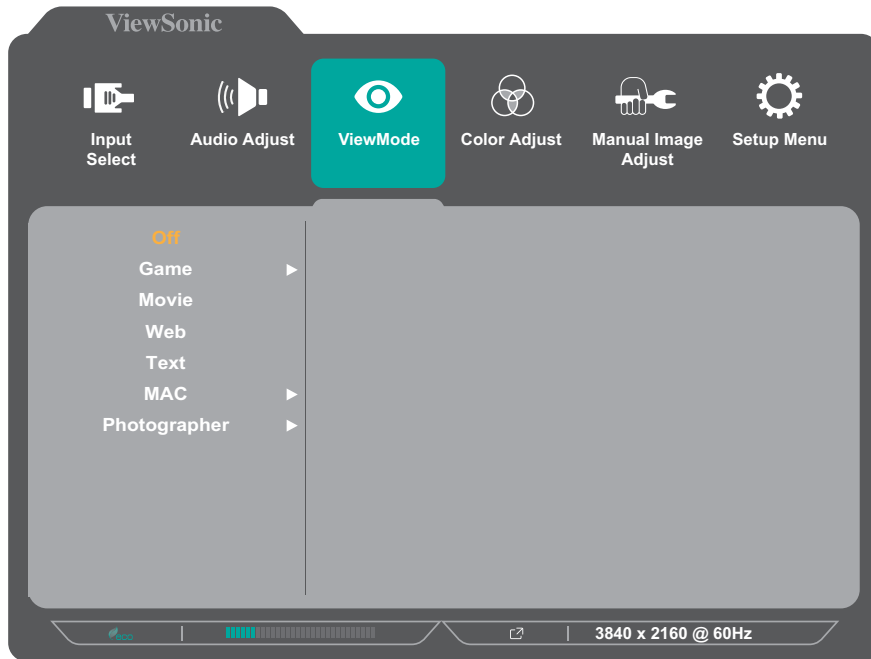 ViewSonic
Input
Select
Audio Adjust
ViewMode
Color Adjust
Manual Image
Adjust
Setup Menu
Off
Game
Movie
Web
Text
MAC
Photographer
eco
3840 x 2160 @ 60Hz